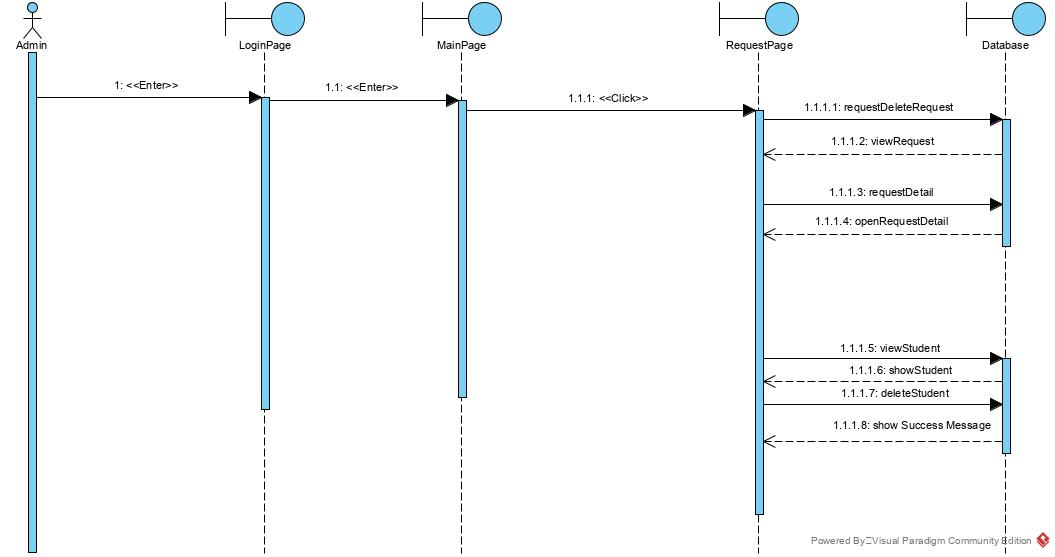 Admin
LoginPage
MainPage
RequestPage
Database
1: <<Enter>>
1.1: <<Enter>>
1.1.1: <<Click>>
1.1.1.1: requestDeleteRequest
1.1.1.2: viewRequest
1.1.1.3: requestDetail
1.1.1.4: openRequestDetail
1.1.1.5: viewStudent
1.1.1.6: showStudent
1.1.1.7: deleteStudent
1.1.1.8: show Success Message
Powered By Visual Paradigm Community Edition